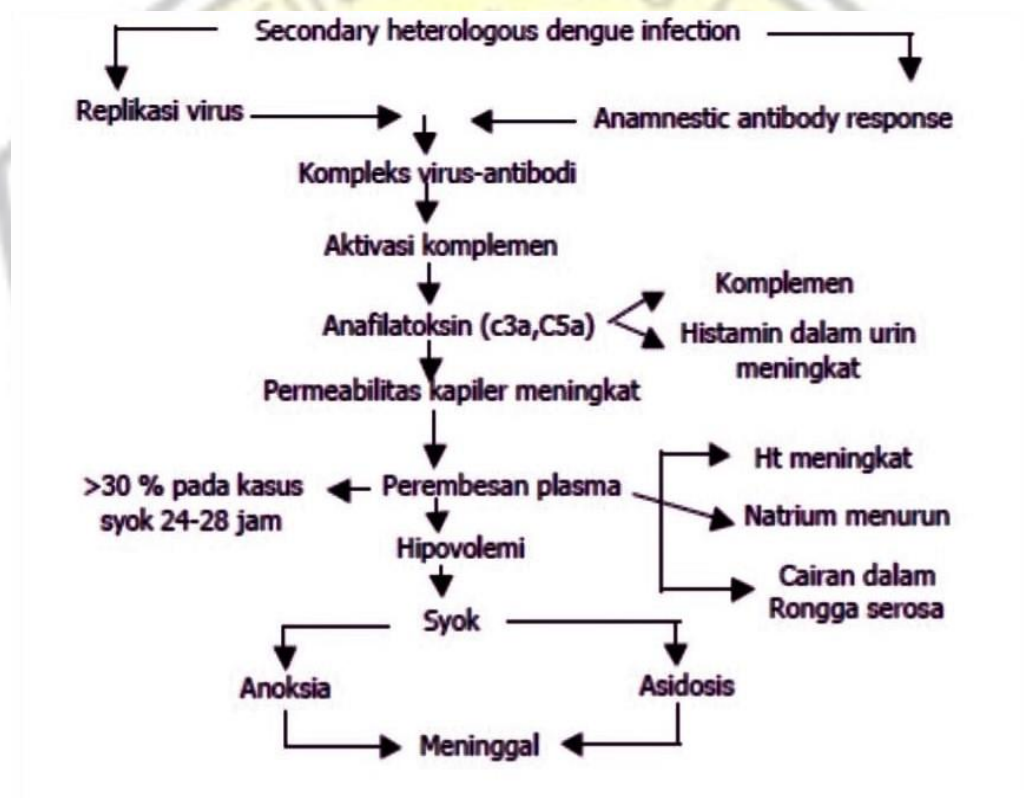 Secondary heterologous dengue infection
Replikasi virus
Anamnestic antibody response
Kompleks virus-antibodi
Aktivasi komplemen
Anafilatoksin (c3a,C5a)
Komplemen
Histamin dalam urin
meningkat
Permeabilitas kapiler meningkat
>30 % pada kasus
syok 24-28 jam
Perembesan plasma
Ht meningkat
Natrium menurun
Cairan dalam
Rongga serosa
Hipovolemi
Syok
Anoksia
Asidosis
Meninggal